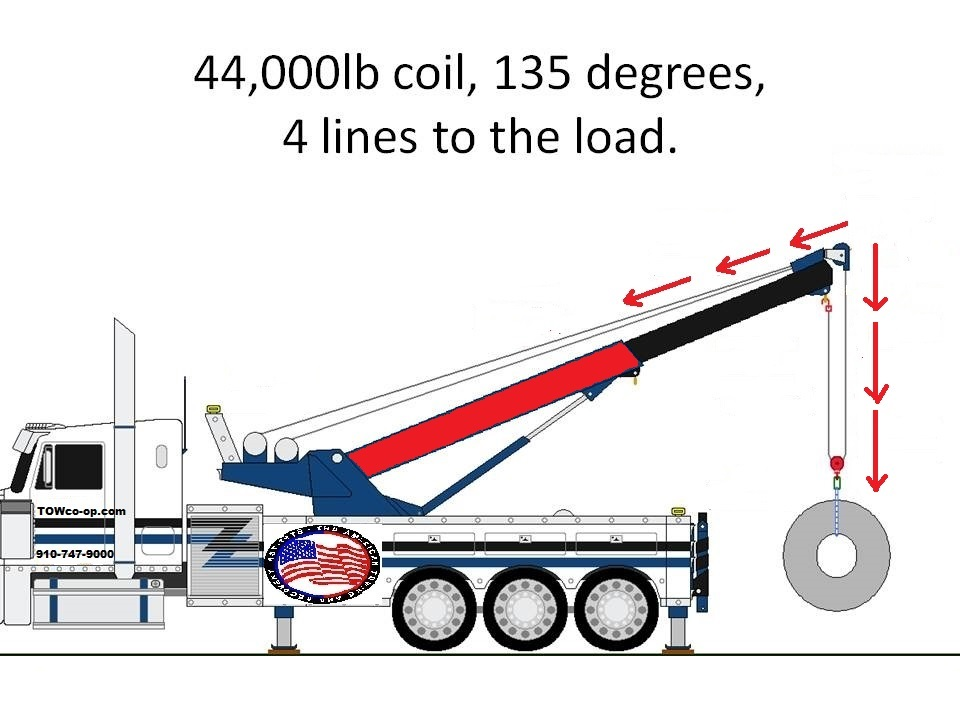 44,000lb coil, 135 degrees,
4 lines to the load.
TOWco-op.com
910-747-9000